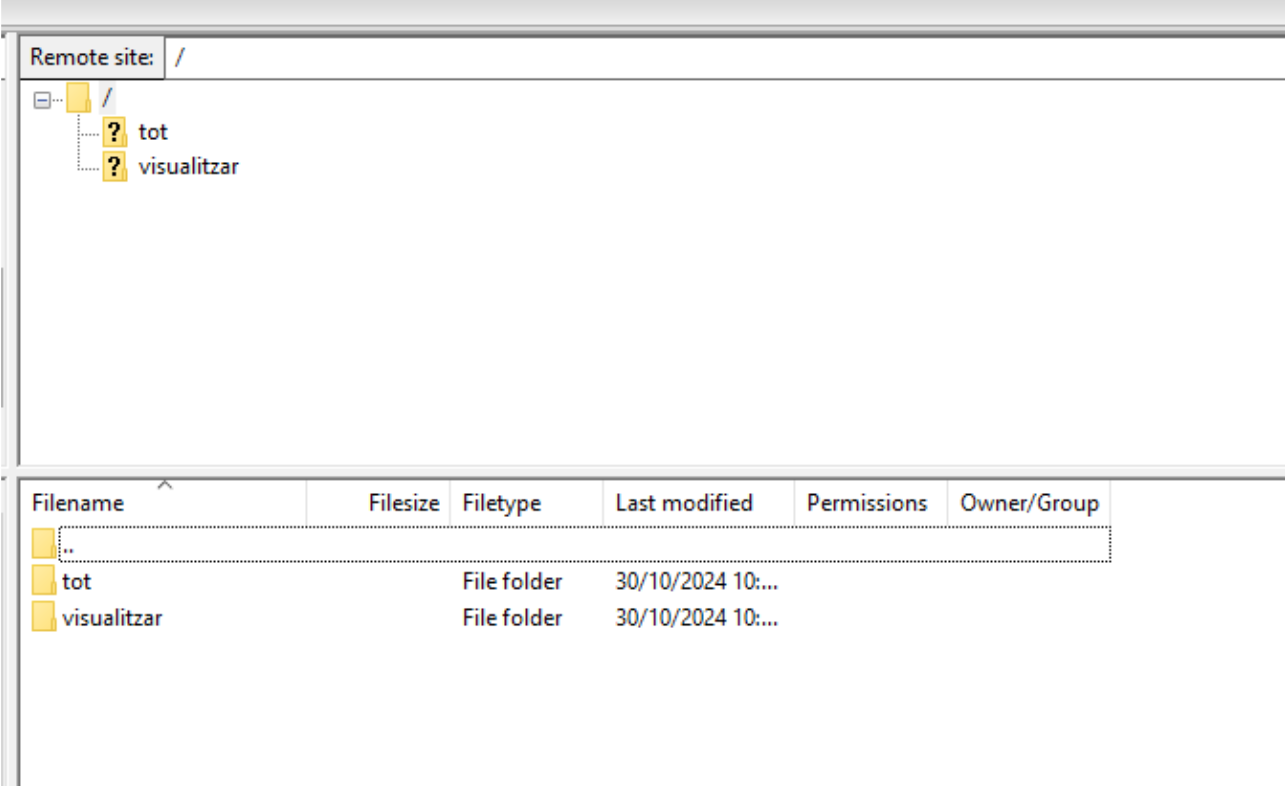 Remote site: /
/
? tot
? visualitzar
Filename Filesize Filetype Last modified Permissions Owner/Group
..
tot File folder 30/10/2024 10:...
visualitzar File folder 30/10/2024 10:...